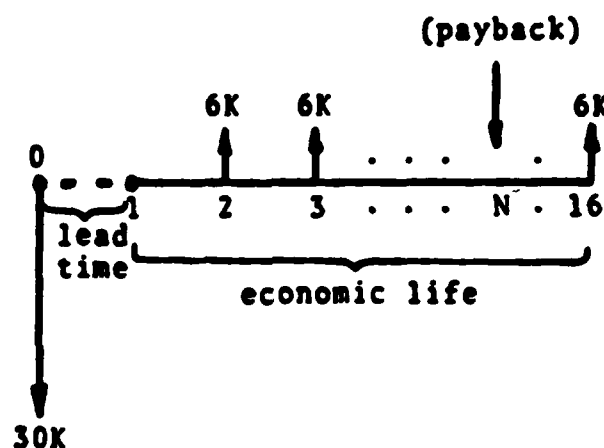 (payback)
6K 6K 6K
0
1 2 3 . . . N . 16
lead
time
economic life
30K